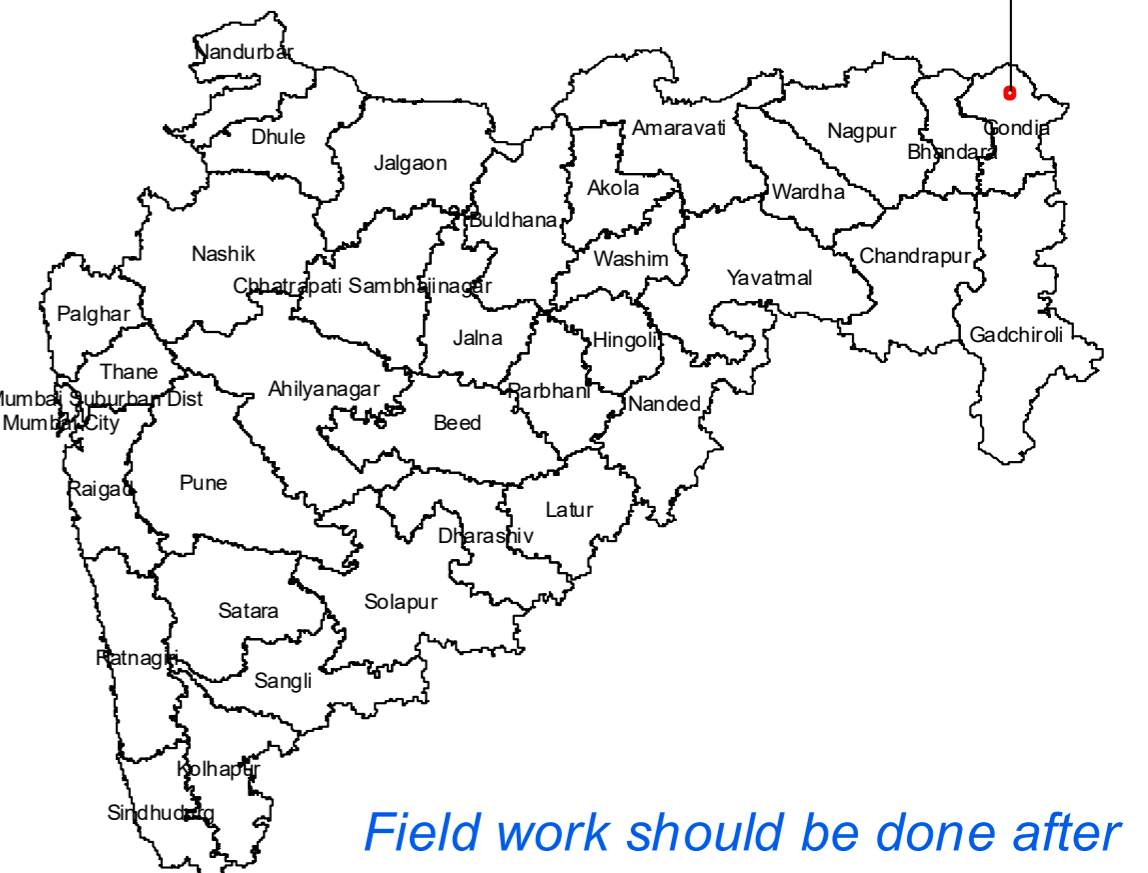 Nandurbar
Dhule
Jalgaon
Amaravati
Nagpur
Gondia
Bhandara
Akola
Wardha
Buldhana
Nashik
Washim
Chandrapur
Yavatmal
Chhatrapati Sambhajinagar
Palghar
Jalna
Hingoli
Gadchiroli
Thane
Ahilyanagar
Parbhani
Mumbai Suburban Dist
Nanded
Mumbai City
Beed
Raigad
Pune
Latur
Dharashiv
Satara
Solapur
Ratnagiri
Sangli
Kolhapur
Sindhudurg
Field work should be done after